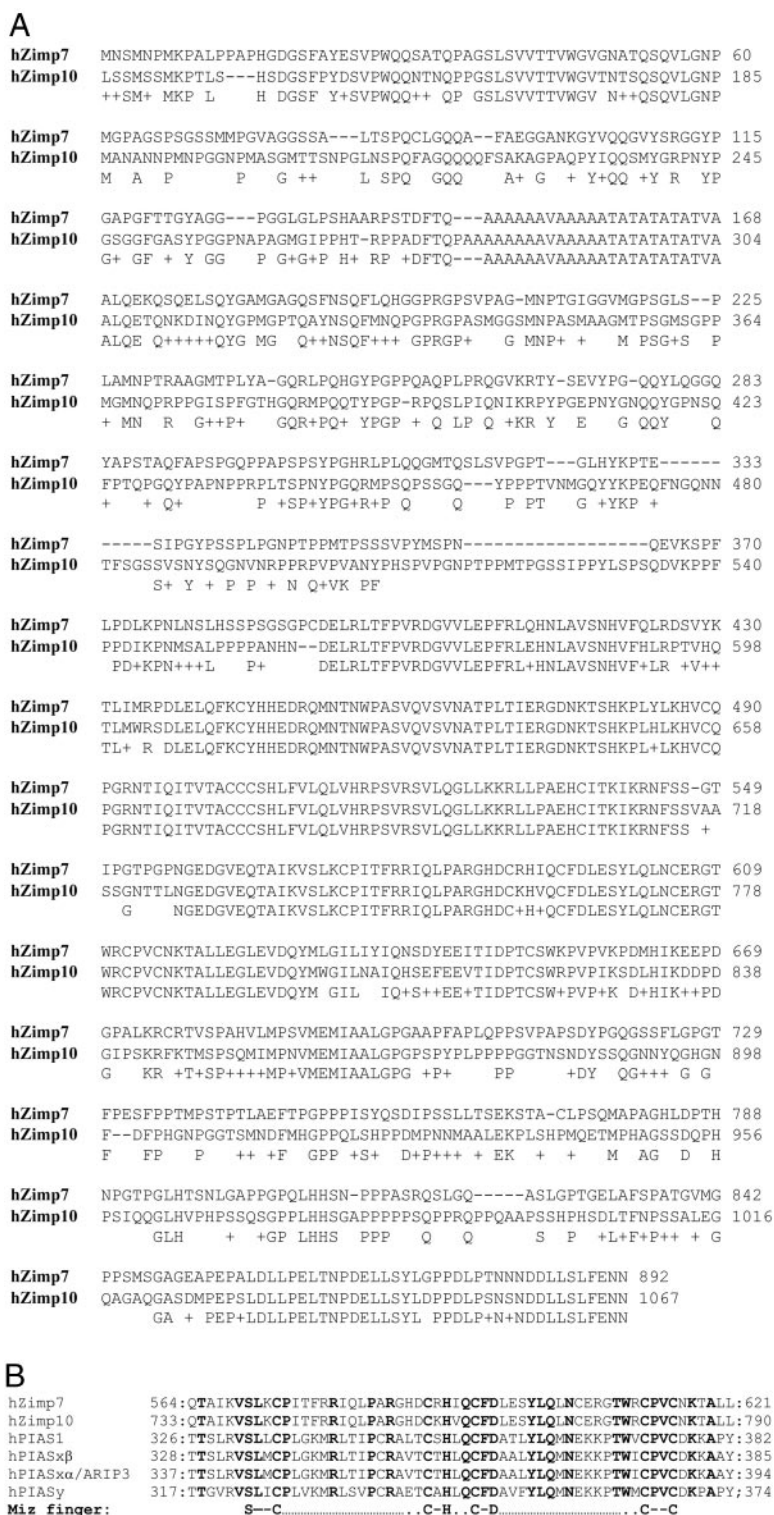 A
hZimp7 MNSMNPMKPALPPAPHGDGSFAYESVPWQQSATQPAGSLSVVTTVWGVGNATQSQVLGNP 60
hZimp10 LSSMSSMKPTLS---HSDGSFPYDSVPWQQNTNQPPGSLSVVTTVWGVTNTSQSQVLGNP 185
++SM+ MKP L H DGSF Y+SVPWQQ++ QP GSLSVVTTVWGV N++QSQVLGNP
hZimp7 MGPAGSPSGSSMMPGVAGGSSA---LTSPQCLGQQA--FAEGGANKGYVQQGVYSRGGYP 115
hZimp10 MANANNPMNPGGNPMASGMTTSNPGLNSPQFAGQQQQFSAKAGPAQPYIQQSMYGRPNYP 245
M A P P G ++ L SPQ GQQ A+ G + Y+QQ +Y R YP
hZimp7 GAPGFTTGYAGG---PGGLGLPSHAARPSTDFTQ---AAAAAAVAAAAATATATATATVA 168
hZimp10 GSGGFGASYPGGPNAPAGMGIPPHT-RPPADFTQPAAAAAAAAVAAAAATATATATATVA 304
G+ GF + Y GG P G+G+P H+ RP +DFTQ---AAAAAAVAAAAATATATATATVA
hZimp7 ALQEKQSQELSQYGAMGAGQSFNSQFLQHGGPRGPSVPAG-MNPTGIGGVMGPSGLS--P 225
hZimp10 ALQETQNKDINQYGPMGPTQAYNSQFMNQPGPRGPASMGGSMNPASMAAGMTPSGMSGPP 364
ALQE Q+++++QYG MG Q++NSQF+++ GPRGP+ G MNP+ + M PSG+S P
hZimp7 LAMNPTRAAGMTPLYA-GQRLPQHGYPGPPQAQPLPRQGVKRTY-SEVYPG-QQYLQGGQ 283
hZimp10 MGMNQPRPPGISPFGTHGQRMPQQTYPGP-RPQSLPIQNIKRPYPGEPNYGNQQYGPNSQ 423
+ MN R G++P+ GQR+PQ+ YPGP + Q LP Q +KR Y E G QQY Q
hZimp7 YAPSTAQFAPSPGQPPAPSPSYPGHRLPLQQGMTQSLSVPGPT---GLHYKPTE------ 333
hZimp10 FPTQPGQYPAPNPPRPLTSPNYPGQRMPSQPSSGQ---YPPPTVNMGQYYKPEQFNGQNN 480
+ + Q+ P +SP+YPG+R+P Q Q P PT G +YKP +
hZimp7 -----SIPGYPSSPLPGNPTPPMTPSSSVPYMSPN-----------------QEVKSPF 370
hZimp10 TFSGSSVSNYSQGNVNRPPRPVPVANYPHSPVPGNPTPPMTPGSSIPPYLSPSQDVKPPF 540
S+ Y + P P + N Q+VK PF
hZimp7 LPDLKPNLNSLHSSPSGSGPCDELRLTFPVRDGVVLEPFRLQHNLAVSNHVFQLRDSVYK 430
hZimp10 PPDIKPNMSALPPPPANHN--DELRLTFPVRDGVVLEPFRLEHNLAVSNHVFHLRPTVHQ 598
PD+KPN+++L P+ DELRLTFPVRDGVVLEPFRL+HNLAVSNHVF+LR +V++
hZimp7 TLIMRPDLELQFKCYHHEDRQMNTNWPASVQVSVNATPLTIERGDNKTSHKPLYLKHVCQ 490
hZimp10 TLMWRSDLELQFKCYHHEDRQMNTNWPASVQVSVNATPLTIERGDNKTSHKPLHLKHVCQ 658
TL+ R DLELQFKCYHHEDRQMNTNWPASVQVSVNATPLTIERGDNKTSHKPL+LKHVCQ
hZimp7 PGRNTIQITVTACCCSHLFVLQLVHRPSVRSVLQGLLKKRLLPAEHCITKIKRNFSS-GT 549
hZimp10 PGRNTIQITVTACCCSHLFVLQLVHRPSVRSVLQGLLKKRLLPAEHCITKIKRNFSSVAA 718
PGRNTIQITVTACCCSHLFVLQLVHRPSVRSVLQGLLKKRLLPAEHCITKIKRNFSS +
hZimp7 IPGTPGPNGEDGVEQTAIKVSLKCPITFRRIQLPARGHDCRHIQCFDLESYLQLNCERGT 609
hZimp10 SSGNTTLNGEDGVEQTAIKVSLKCPITFRRIQLPARGHDCKHVQCFDLESYLQLNCERGT 778
G NGEDGVEQTAIKVSLKCPITFRRIQLPARGHDC+H+QCFDLESYLQLNCERGT
hZimp7 WRCPVCNKTALLEGLEVDQYMLGILIYIQNSDYEEITIDPTCSWKPVPVKPDMHIKEEPD 669
hZimp10 WRCPVCNKTALLEGLEVDQYMWGILNAIQHSEFEEVTIDPTCSWRPVPIKSDLHIKDDPD 838
WRCPVCNKTALLEGLEVDQYM GIL IQ+S++EE+TIDPTCSW+PVP+K D+HIK++PD
hZimp7 GPALKRCRTVSPAHVLMPSVMEMIAALGPGAAPFAPLQPPSVPAPSDYPGQGSSFLGPGT 729
hZimp10 GIPSKRFKTMSPSQMIMPNVMEMIAALGPGPSPYPLPPPPGGTNSNDYSSQGNNYQGHGN 898
G KR +T+SP++++MP+VMEMIAALGPG +P+ PP +DY QG+++ G G
hZimp7 FPESFPPTMPSTPTLAEFTPGPPPISYQSDIPSSLLTSEKSTA-CLPSQMAPAGHLDPTH 788
hZimp10 F--DFPHGNPGGTSMNDFMHGPPQLSHPPDMPNNMAALEKPLSHPMQETMPHAGSSDQPH 956
F FP P ++ +F GPP +S+ D+P+++ + EK + + M AG D H
hZimp7 NPGTPGLHTSNLGAPPGPQLHHSN-PPPASRQSLGQ-----ASLGPTGELAFSPATGVMG 842
hZimp10 PSIQQGLHVPHPSSQSGPPLHHSGAPPPPPSQPPRQPPQAAPSSHPHSDLTFNPSSALEG 1016
GLH + +GP LHHS PPP Q Q S P +L+F+P++ + G
hZimp7 PPSMSGAGEAPEPALDLLPELTNPDELLSYLGPPDLPTNNNDDLLSLFENN 892
hZimp10 QAGAQGASDMPEPSLDLLPELTNPDELLSYLDPPDLPSNSNDDLLSLFENN 1067
GA + PEP+LDLLPELTNPDELLSYL PPDLP+N+NDDLLSLFENN
B
hZimp7 564:QTAIKVSLKCPITFRRIQLPARGHDCRHIQCFDLESYLQLNCERGTWRCPVCNKTALL:621
hZimp10 733:QTAIKVSLKCPITFRRIQLPARGHDCKHVQCFDLESYLQLNCERGTWRCPVCNKTALL:790
hPIAS1 326:TTSLRVSLLCPLGKMRLTIPCRALTCSHLQCFDATLYIQMNEKKPTWVCPVCDKKAPY:382
hPIASxβ 328:TTSLRVSLMCPLGKMRLTIPCRAVTCTHLQCFDAALYLQMNEKKPTWICPVCDKKAAY:385
hPIASxα/ARIP3 337:TTSLRVSLMCPLGKMRLTIPCRAVTCTHLQCFDAALYLQMNEKKPTWICPVCDKKAAY:394
hPIASy 317:TTGVRVSLICPLVKMRLSVPCRAETCAHLQCFDAVFYLQMNEKKPTWMCPVCDKPAPY;374
Miz finger: S--C....................C-H..C-D....................C--C